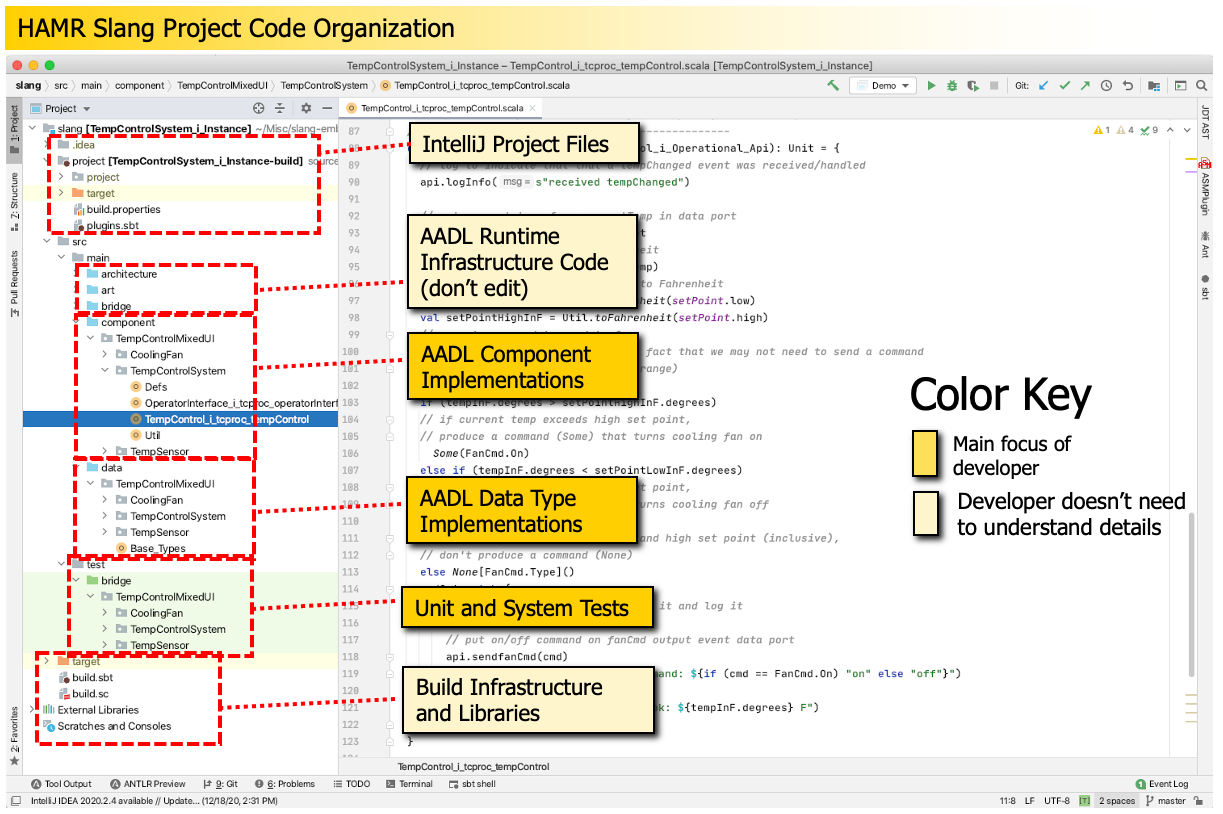 HAMR Slang Project Code Organization
TempControlSystem_i_Instance – TempControl_i_tcproc_tempControl.scala [TempControlSystem_i_Instance]
slang src main component TempControlMixedUI TempControlSystem TempControl_i_tcproc_tempControl.scala
Demo
Git:
Project
TempControl_i_tcproc_tempControl.scala
1: Project
Z: Structure
Pull Requests
2: Favorites
slang [TempControlSystem_i_Instance] ~/Misc/slang-emb
.idea
project [TempControlSystem_i_Instance-build] source
project
target
build.properties
plugins.sbt
src
main
architecture
art
bridge
component
TempControlMixedUI
CoolingFan
TempControlSystem
Defs
OperatorInterface_i_tcproc_operatorInterf
TempControl_i_tcproc_tempControl
Util
TempSensor
data
TempControlMixedUI
CoolingFan
TempControlSystem
TempSensor
Base_Types
test
bridge
TempControlMixedUI
CoolingFan
TempControlSystem
TempSensor
target
build.sbt
build.sc
External Libraries
Scratches and Consoles
IntelliJ Project Files
AADL Runtime
Infrastructure Code
(don't edit)
AADL Component
Implementations
AADL Data Type
Implementations
Unit and System Tests
Build Infrastructure
and Libraries
1 4 9
87
ol_i_Operational_Api): Unit = {
89 // log to indicate that that a tempChanged event was received/handled
90 api.logInfo( msg = s"received tempChanged")
91
92 Temp in data port
93 t
94 eit
95 mp)
96 to Fahrenheit
97 heit(setPoint.low)
98 val setPointHighInF = Util.toFahrenheit(setPoint.high)
99
100 fact that we may not need to send a command
101 range)
102
103 if (tempInF.degrees > setPointHighInF.degrees)
104 // if current temp exceeds high set point,
105 // produce a command (Some) that turns cooling fan on
106 Some(FanCmd.On)
107 else if (tempInF.degrees < setPointLowInF.degrees)
108 t point,
109 urns cooling fan off
110
111 and high set point (inclusive),
112 // don't produce a command (None)
113 else None[FanCmd.Type]()
114
115 it and log it
116
117 // put on/off command on fanCmd output event data port
118 api.sendfanCmd(cmd)
119 mand: ${if (cmd == FanCmd.On) "on" else "off"}")
120
121 ok: ${tempInF.degrees} F")
122
123 }
TempControl_i_tcproc_tempControl
Color Key
Main focus of
developer
Developer doesn't need
to understand details
JDT AST
ASMPlugin
Ant
sbt
Tool Output ANTLR Preview 9: Git 6: Problems TODO Terminal sbt shell 1 Event Log
IntelliJ IDEA 2020.2.4 available // Update... (12/18/20, 2:31 PM) 11:8 LF UTF-8 [T] 2 spaces master